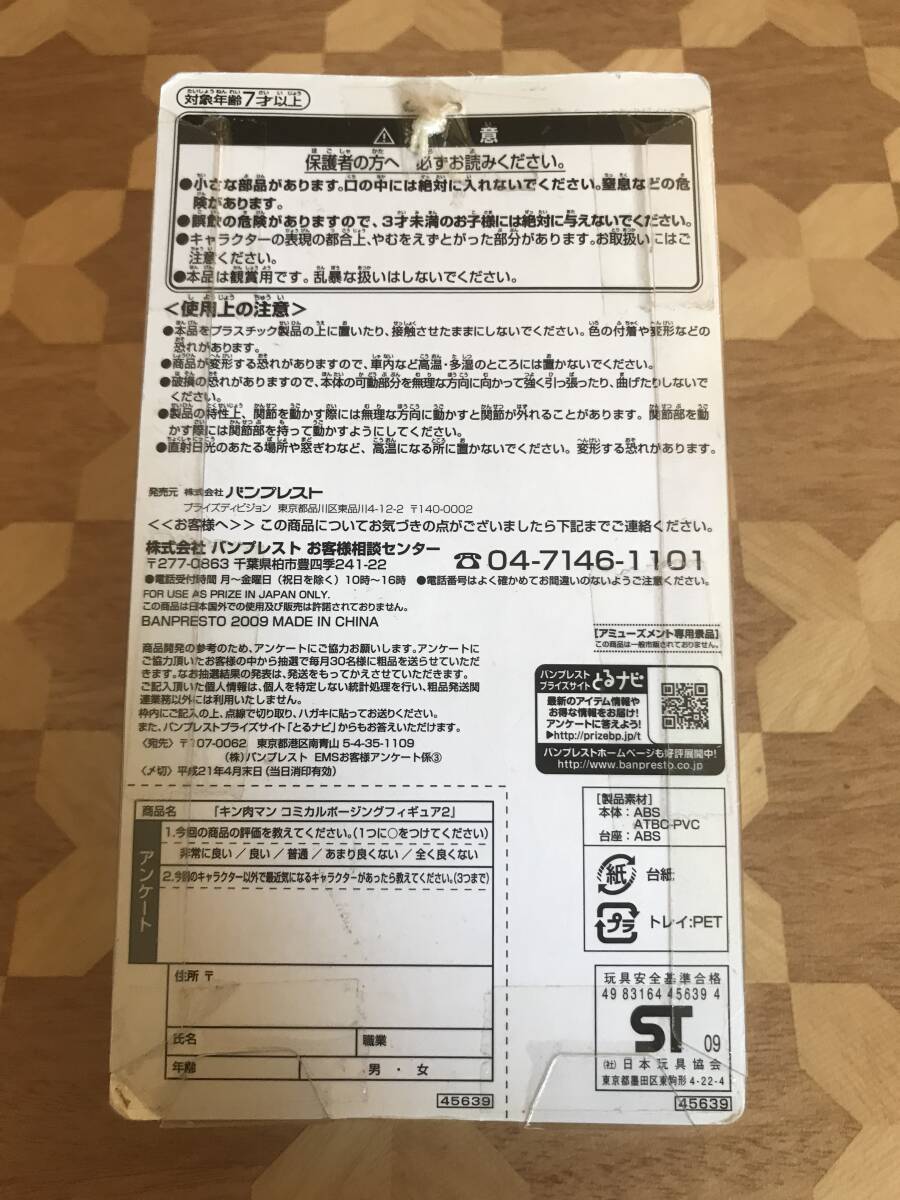 対象年齢7才以上
意
保護者の方へ 必ずお読みください。
●小さな部品があります。口の中には絶対に入れないでください。窒息などの危
険があります。
●誤飲の危険がありますので、3才未満のお子様には絶対に与えないでください。
●キャラクターの表現の都合上、やむをえずとがった部分があります。お取扱いにはご
注意ください。
●本品は観賞用です。乱暴な扱いはしないでください。
＜使用上の注意＞
●本品をプラスチック製品の上に置いたり、接触させたままにしないでください。色の付着や変形などの
恐れがあります。
●商品が変形する恐れがありますので、車内など高温・多湿のところには置かないでください。
●破損の恐れがありますので、本体の可動部分を無理な方向に向かって強く引っ張ったり、曲げたりしないで
ください。
●製品の特性上、関節を動かす際には無理な方向に動かすと関節が外れることがあります。関節部を動
かす際には関節部を持って動かすようにしてください。
●直射日光のあたる場所や窓ぎわなど、高温になる所に置かないでください。変形する恐れがあります。
発売元 株式会社 バンプレスト
プライズディビジョン 東京都品川区東品川4-12-2 〒140-0002
<<お客様へ>> この商品についてお気づきの点がございましたら下記までご連絡ください。
株式会社 バンプレスト お客様相談センター
〒277-0863 千葉県柏市豊四季241-22
☎04-7146-1101
●電話受付時間 月～金曜日（祝日を除く）10時～16時 ●電話番号はよく確かめてお間違いのないようご注意ください。
FOR USE AS PRIZE IN JAPAN ONLY.
この商品は日本国外での使用及び販売は許諾されておりません。
BANPRESTO 2009 MADE IN CHINA
【アミューズメント専用景品】
この商品は一般市販されておりません。
商品開発の参考のため、アンケートにご協力お願いします。アンケートに
ご協力頂いたお客様の中から抽選で毎月30名様に粗品を送らせていただ
きます。なお抽選結果の発表は、発送をもってかえさせていただきます。
ご記入頂いた個人情報は、個人を特定しない統計処理を行い、粗品発送関
連業務以外には利用いたしません。
枠内にご記入の上、点線で切り取り、ハガキに貼ってお送りください。
また、バンプレストプライズサイト「とるナビ」からもお答えいただけます。
〈宛先〉〒107-0062 東京都港区南青山 5-4-35-1109
（株）バンプレスト EMSお客様アンケート係③
〈〆切〉平成21年4月末日（当日消印有効）
バンプレスト
プライズサイト とるナビ
最新のアイテム情報や
お得な情報をお届け!
アンケートに答えよう!
▶http://prizebp.jp/t
バンプレストホームページも好評展開中!
http://www.banpresto.co.jp
商品名 「キン肉マン コミカルポージングフィギュア2」
アンケート
1.今回の商品の評価を教えてください。（1つに○をつけてください）
非常に良い ／ 良い ／ 普通 ／ あまり良くない ／ 全く良くない
2.今回のキャラクター以外で最近気になるキャラクターがあったら教えてください。（3つまで）
住所 〒
氏名
職業
年齢
男 ・ 女
45639
【製品素材】
本体：ABS
ATBC-PVC
台座：ABS
紙 台紙:
プラ トレイ:PET
玩具安全基準合格
49 83164 45639 4
ST 09
（社）日本玩具協会
東京都墨田区東駒形 4-22-4
45639